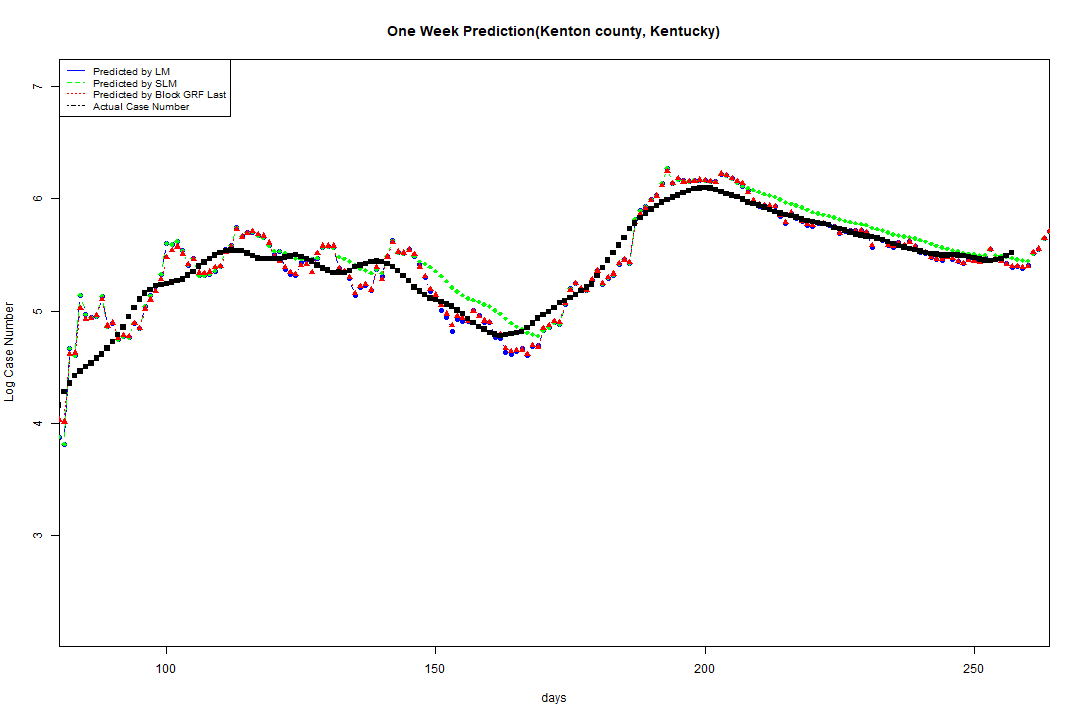 One Week Prediction(Kenton county, Kentucky)
Predicted by LM
Predicted by SLM
Predicted by Block GRF Last
Actual Case Number
7
6
5
4
3
Log Case Number
100
150
200
250
days